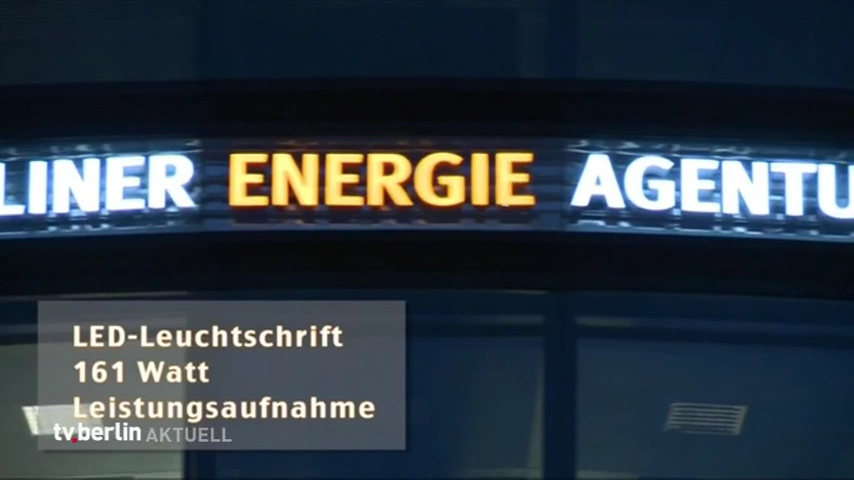 LINER ENERGIE AGENTU
LED-Leuchtschrift
161 Watt
Leistungsaufnahme
tv.berlin AKTUELL